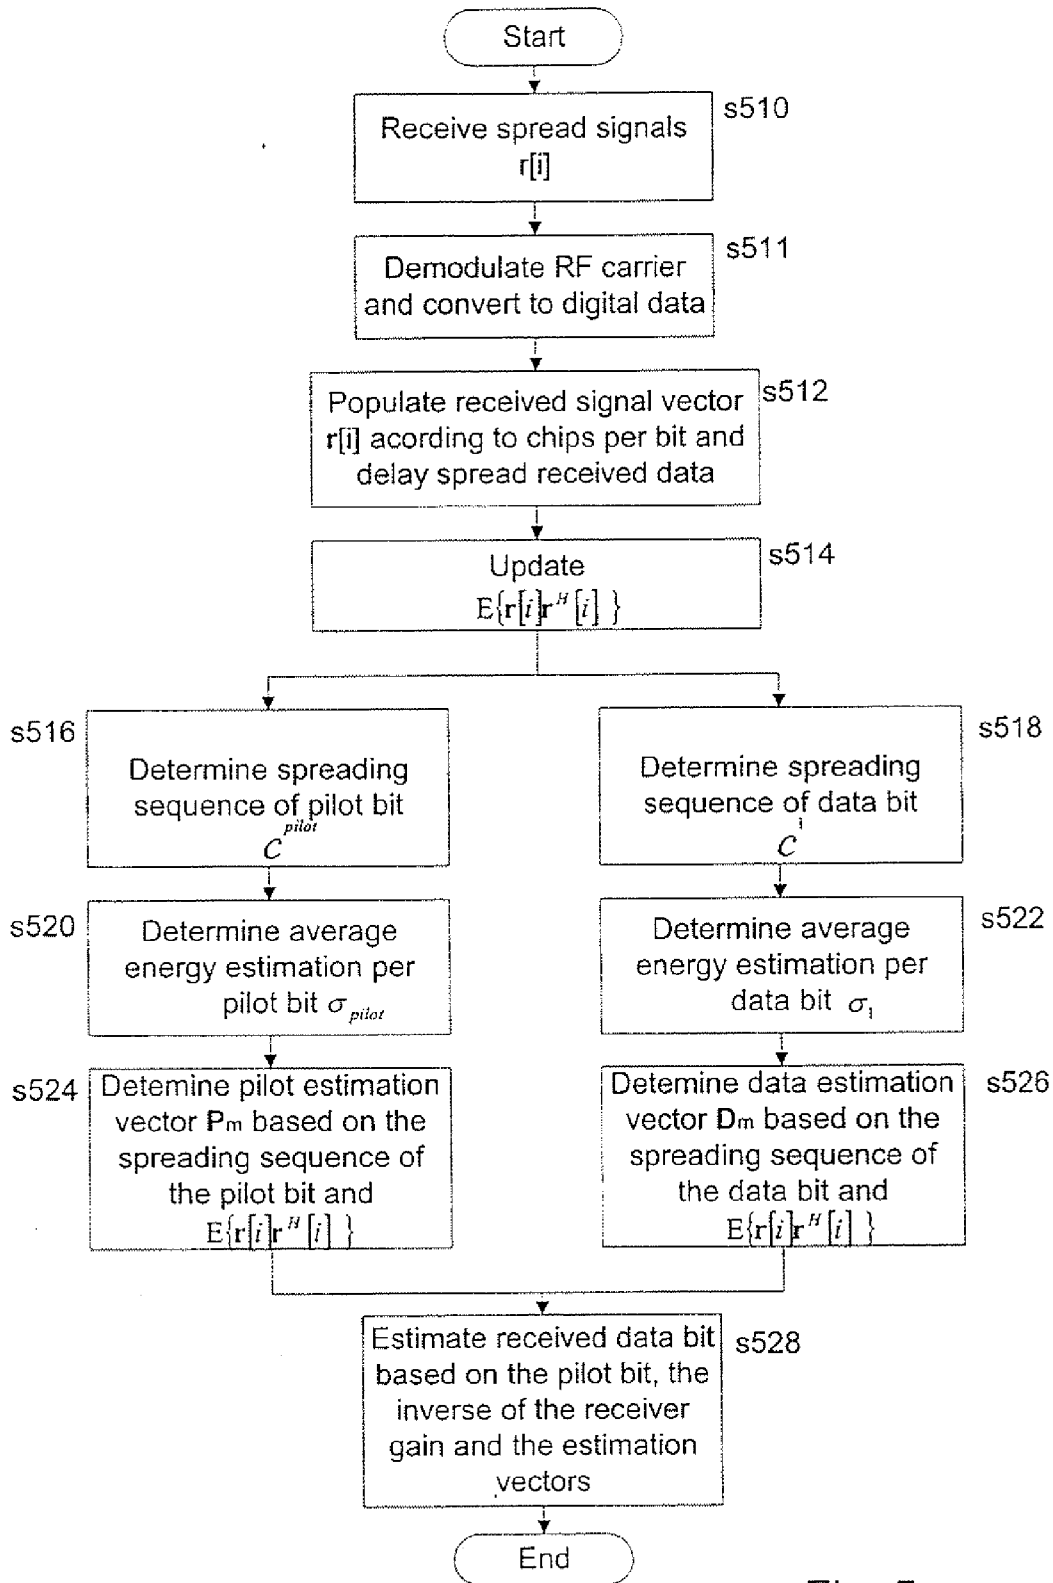 Start
s510
Receive spread signals
r[i]
s511
Demodulate RF carrier
and convert to digital data
s512
Populate received signal vector
r[i] acording to chips per bit and
delay spread received data
s514
Update
E{r[i]r^H[i] }
s516
Determine spreading
sequence of pilot bit
C^pilot
s518
Determine spreading
sequence of data bit
C^1
s520
Determine average
energy estimation per
pilot bit σ_pilot
s522
Determine average
energy estimation per
data bit σ_1
s524
Detemine pilot estimation
vector Pm based on the
spreading sequence of
the pilot bit and
E{r[i]r^H[i] }
s526
Detemine data estimation
vector Dm based on the
spreading sequence of
the data bit and
E{r[i]r^H[i] }
s528
Estimate received data bit
based on the pilot bit, the
inverse of the receiver
gain and the estimation
vectors
End